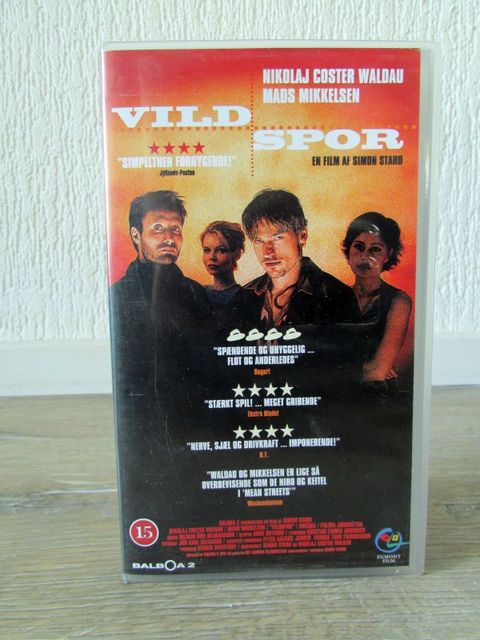 NIKOLAJ COSTER WALDAU
MADS MIKKELSEN
VILD
SPOR
EN FILM AF SIMON STAHO
"SIMPELTHEN FORRYGENDE!"
Jyllands-Posten
"SPÆNDENDE OG UHYGGELIG ...
FLOT OG ANDERLEDES"
Bogart
"STÆRKT SPIL! ... MEGET GRIBENDE"
Ekstra Bladet
"NERVE, SJÆL OG DRIVKRAFT ... IMPONERENDE!"
B.T.
"WALDAU OG MIKKELSEN ER LIGE SÅ
OVERBEVISENDE SOM DE NIRO OG KEITEL
I 'MEAN STREETS'"
Weekendavisen
15
BALBOA 2
EGMONT
FILM